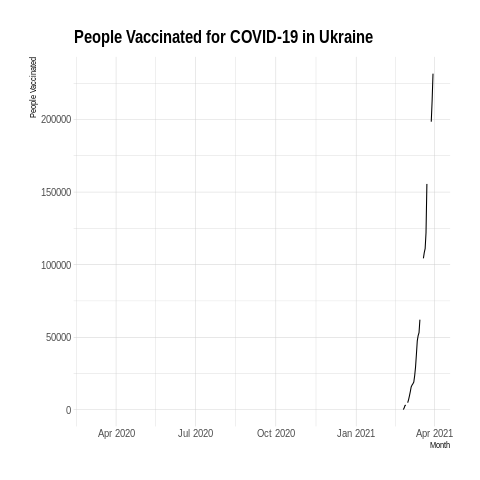 People Vaccinated for COVID-19 in Ukraine
People Vaccinated
200000
150000
100000
50000
0
Apr 2020 Jul 2020 Oct 2020 Jan 2021 Apr 2021
Month